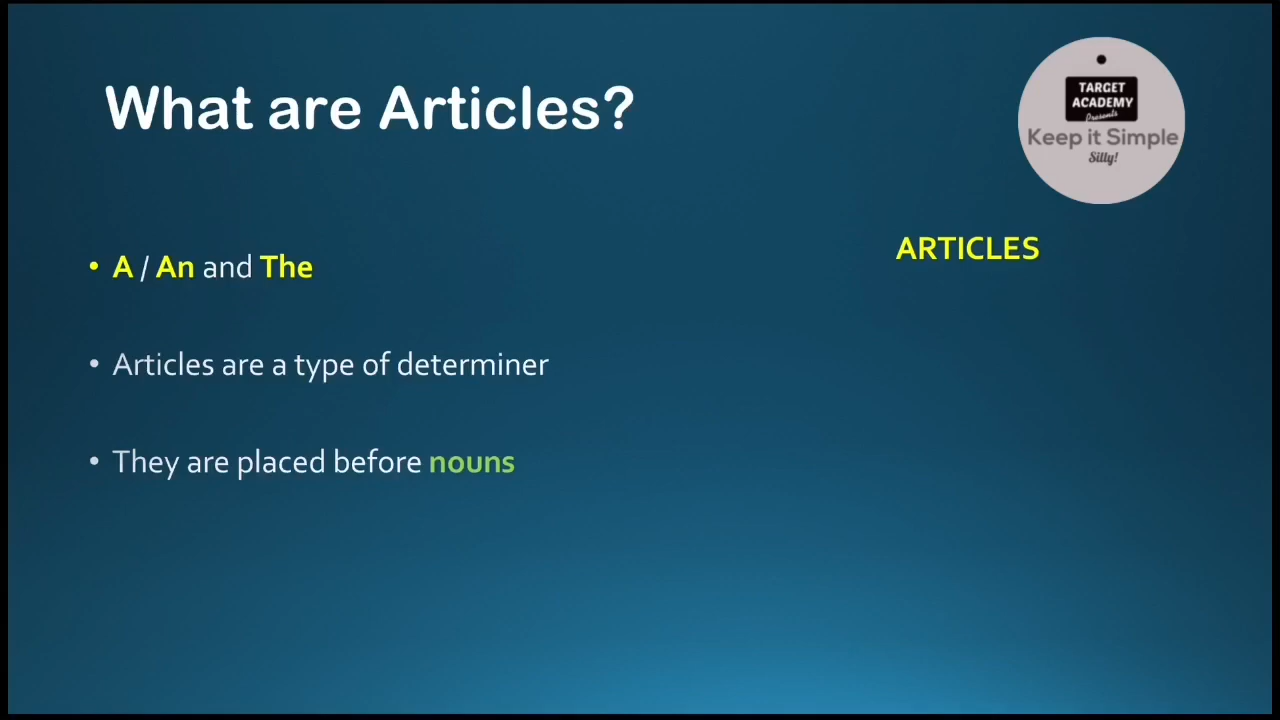 What are Articles?
TARGET
ACADEMY
Presents
Keep it Simple
Silly!
ARTICLES
• A / An and The
• Articles are a type of determiner
• They are placed before nouns